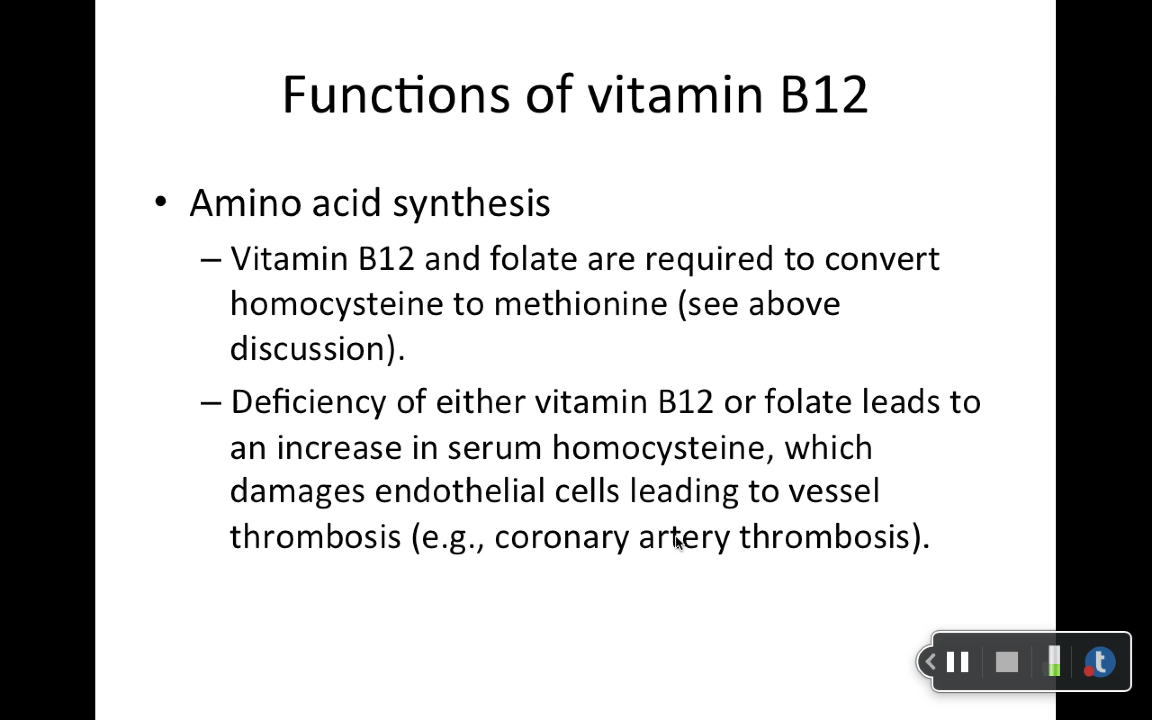 Functions of vitamin B12
• Amino acid synthesis
– Vitamin B12 and folate are required to convert
homocysteine to methionine (see above
discussion).
– Deficiency of either vitamin B12 or folate leads to
an increase in serum homocysteine, which
damages endothelial cells leading to vessel
thrombosis (e.g., coronary artery thrombosis).
t